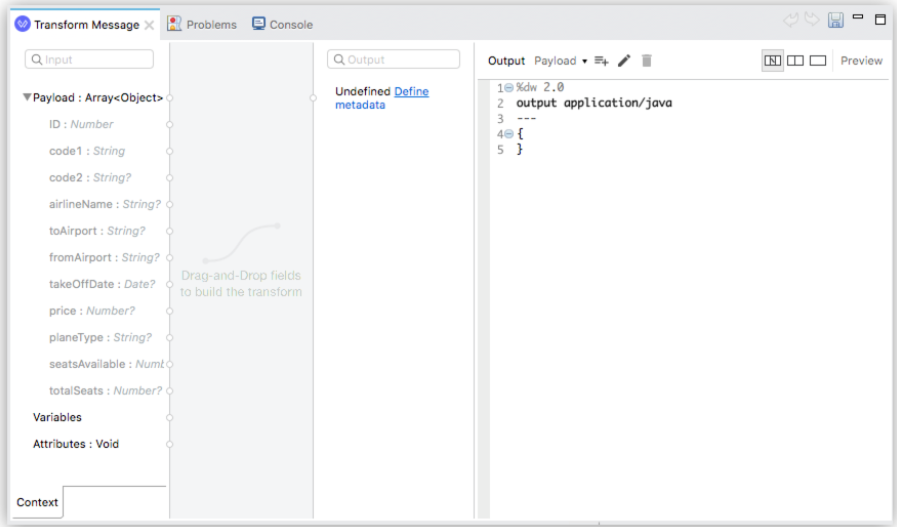 Transform Message
Problems
Console
Input
Payload : Array<Object>
ID : Number
code1 : String
code2 : String?
airlineName : String?
toAirport : String?
fromAirport : String?
takeOffDate : Date?
price : Number?
planeType : String?
seatsAvailable : Numb
totalSeats : Number?
Variables
Attributes : Void
Context
Drag-and-Drop fields
to build the transform
Output
Undefined Define
metadata
Output Payload
Preview
1 %dw 2.0
2 output application/java
3 ---
4 {
5 }